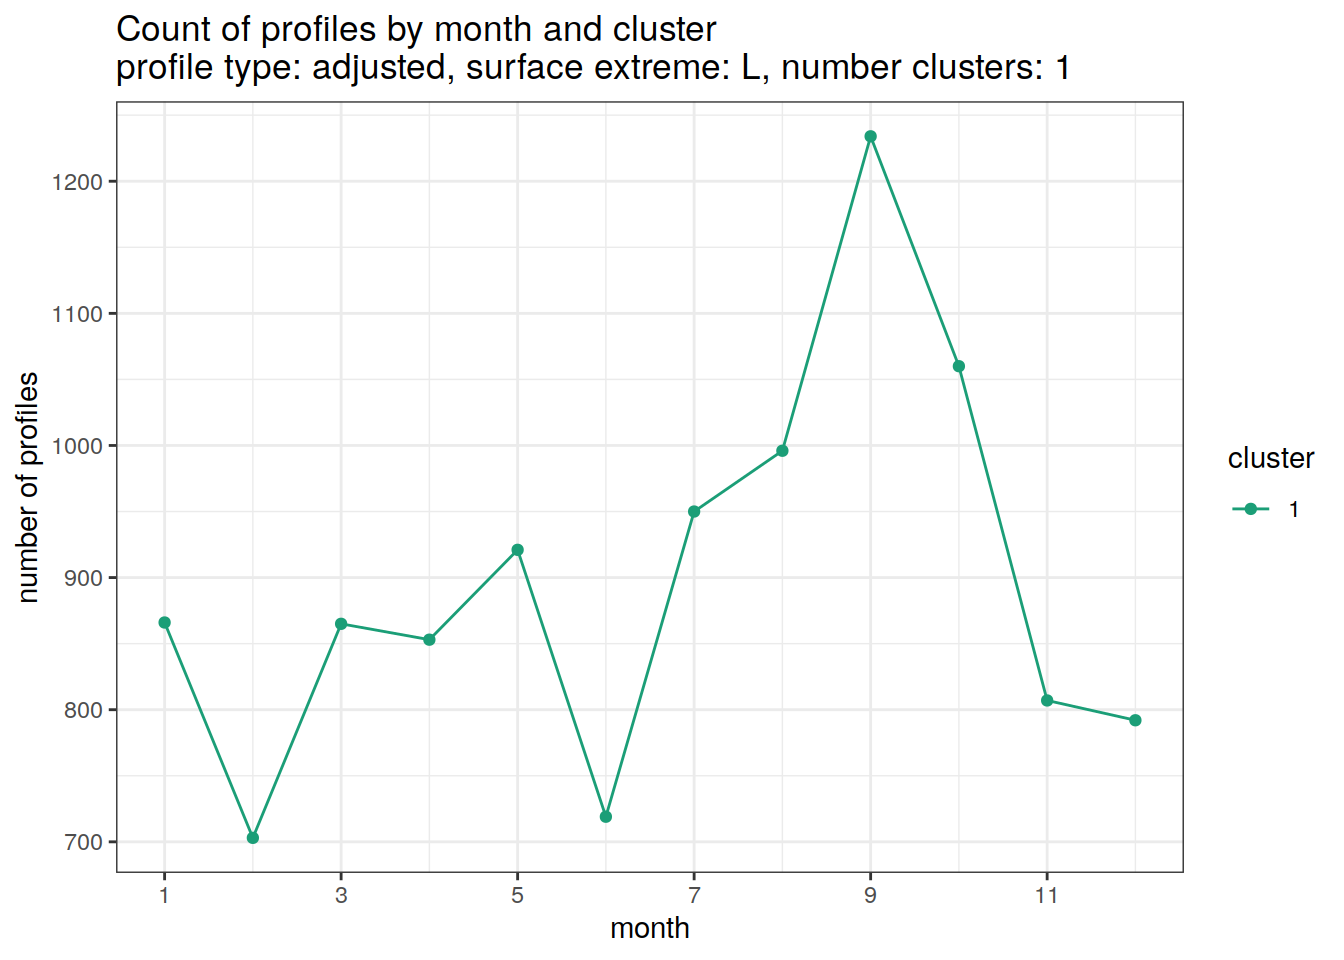 Count of profiles by month and cluster
profile type: adjusted, surface extreme: L, number clusters: 1
1200
1100
1000
900
800
700
number of profiles
1
3
5
7
9
11
month
cluster
1